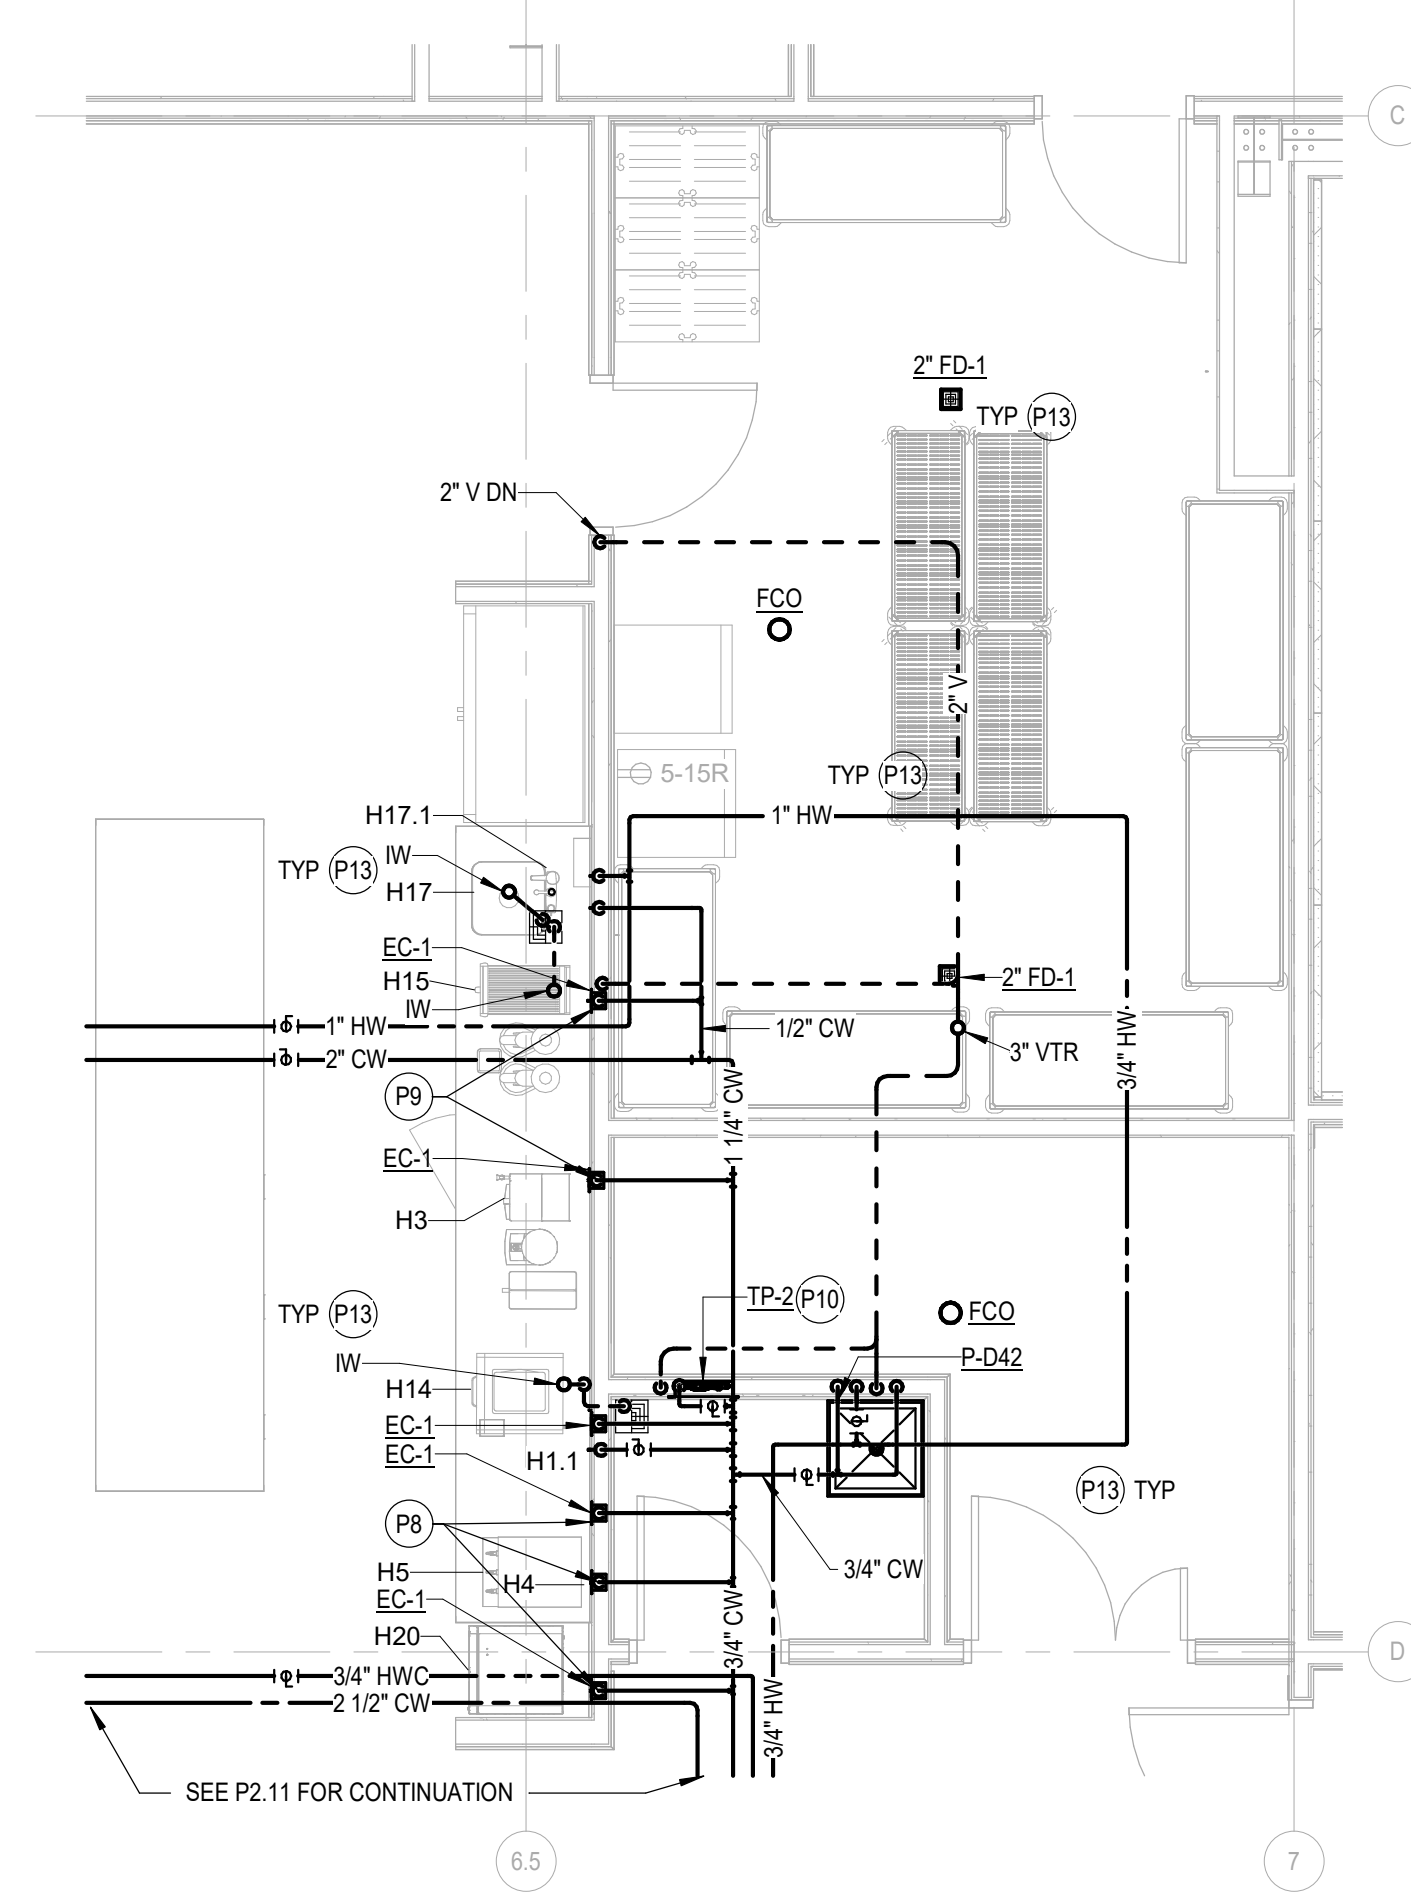 C
2" FD-1
TYP P13
2" V DN
FCO
2" V
5-15R
TYP P13
H17.1
1" HW
IW
TYP P13
H17
EC-1
H15
2" FD-1
IW
1" HW
1/2" CW
2" CW
3" VTR
3/4" HW
P9
1 1/4" CW
EC-1
H3
TP-2 P10
TYP P13
FCO
IW
P-D42
H14
EC-1
EC-1
H1.1
P13 TYP
P8
3/4" CW
H5
H4
EC-1
H20
3/4" CW
D
3/4" HWC
2 1/2" CW
3/4" HW
SEE P2.11 FOR CONTINUATION
6.5
7